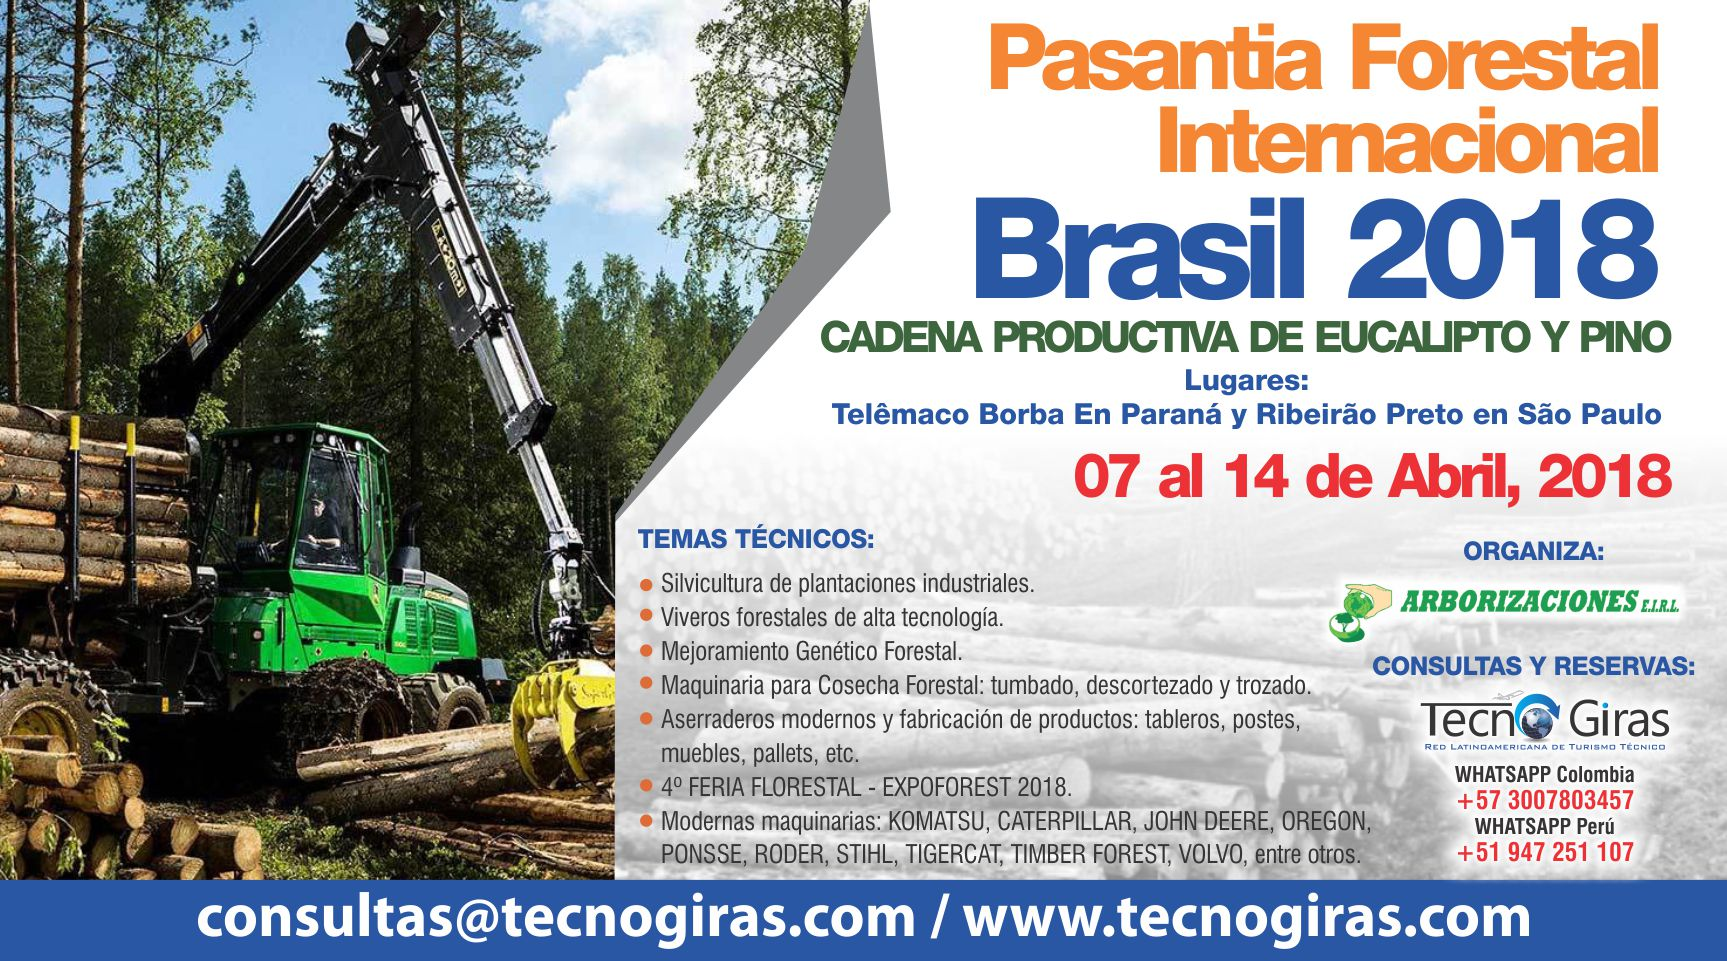 Pasantia Forestal
Internacional
Brasil 2018
CADENA PRODUCTIVA DE EUCALIPTO Y PINO
Lugares:
Telêmaco Borba En Paraná y Ribeirão Preto en São Paulo
07 al 14 de Abril, 2018
TEMAS TÉCNICOS:
Silvicultura de plantaciones industriales.
Viveros forestales de alta tecnología.
Mejoramiento Genético Forestal.
Maquinaria para Cosecha Forestal: tumbado, descortezado y trozado.
Aserraderos modernos y fabricación de productos: tableros, postes,
muebles, pallets, etc.
4º FERIA FLORESTAL - EXPOFOREST 2018.
Modernas maquinarias: KOMATSU, CATERPILLAR, JOHN DEERE, OREGON,
PONSSE, RODER, STIHL, TIGERCAT, TIMBER FOREST, VOLVO, entre otros.
ORGANIZA:
ARBORIZACIONES E.I.R.L.
CONSULTAS Y RESERVAS:
Tecno Giras
RED LATINOAMERICANA DE TURISMO TÉCNICO
WHATSAPP Colombia
+57 3007803457
WHATSAPP Perú
+51 947 251 107
consultas@tecnogiras.com / www.tecnogiras.com